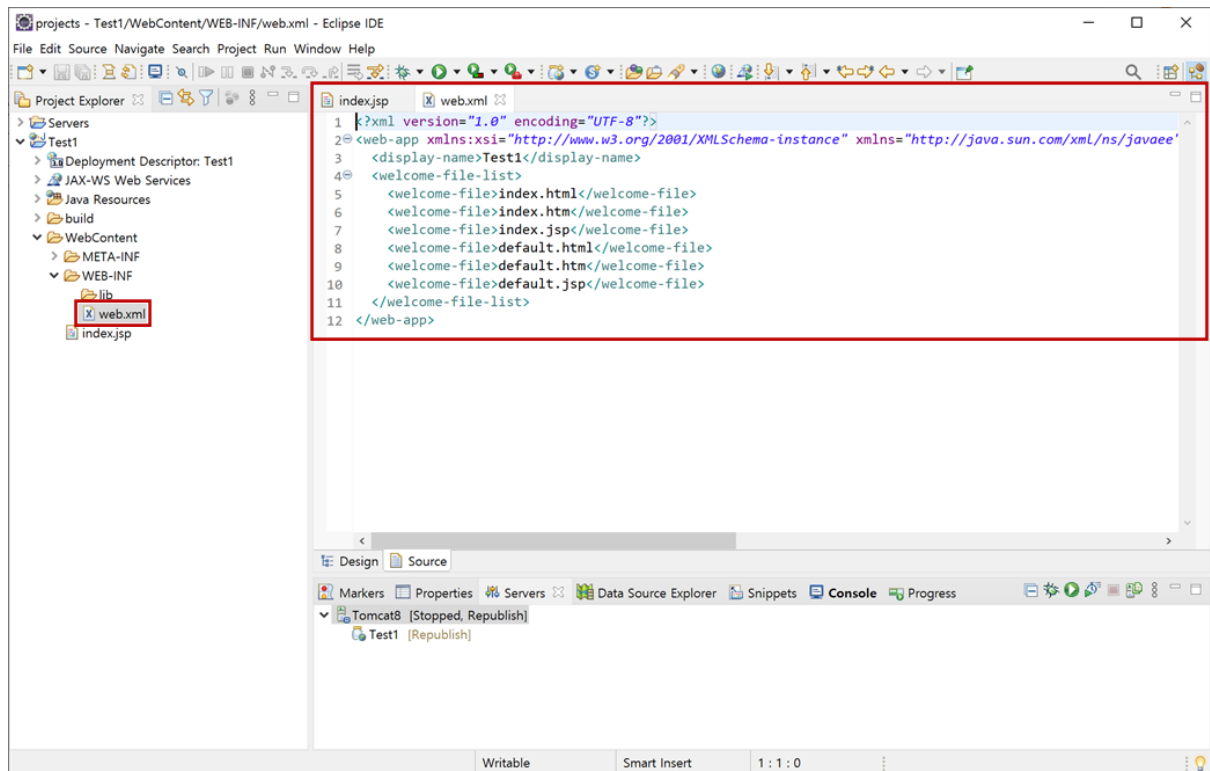 projects - Test1/WebContent/WEB-INF/web.xml - Eclipse IDE
File Edit Source Navigate Search Project Run Window Help
Project Explorer
Servers
Test1
Deployment Descriptor: Test1
JAX-WS Web Services
Java Resources
build
WebContent
META-INF
WEB-INF
lib
web.xml
index.jsp
index.jsp web.xml
1 <?xml version="1.0" encoding="UTF-8"?>
2 <web-app xmlns:xsi="http://www.w3.org/2001/XMLSchema-instance" xmlns="http://java.sun.com/xml/ns/javaee"
3 <display-name>Test1</display-name>
4 <welcome-file-list>
5 <welcome-file>index.html</welcome-file>
6 <welcome-file>index.htm</welcome-file>
7 <welcome-file>index.jsp</welcome-file>
8 <welcome-file>default.html</welcome-file>
9 <welcome-file>default.htm</welcome-file>
10 <welcome-file>default.jsp</welcome-file>
11 </welcome-file-list>
12 </web-app>
Design Source
Markers Properties Servers Data Source Explorer Snippets Console Progress
Tomcat8 [Stopped, Republish]
Test1 [Republish]
Writable Smart Insert 1 : 1 : 0